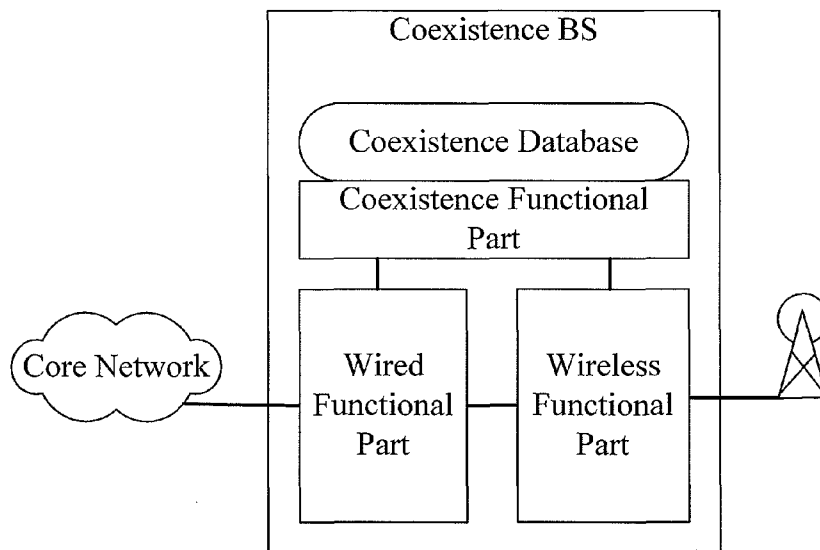 Coexistence BS
Coexistence Database
Coexistence Functional
Part
Core Network
Wired
Functional
Part
Wireless
Functional
Part